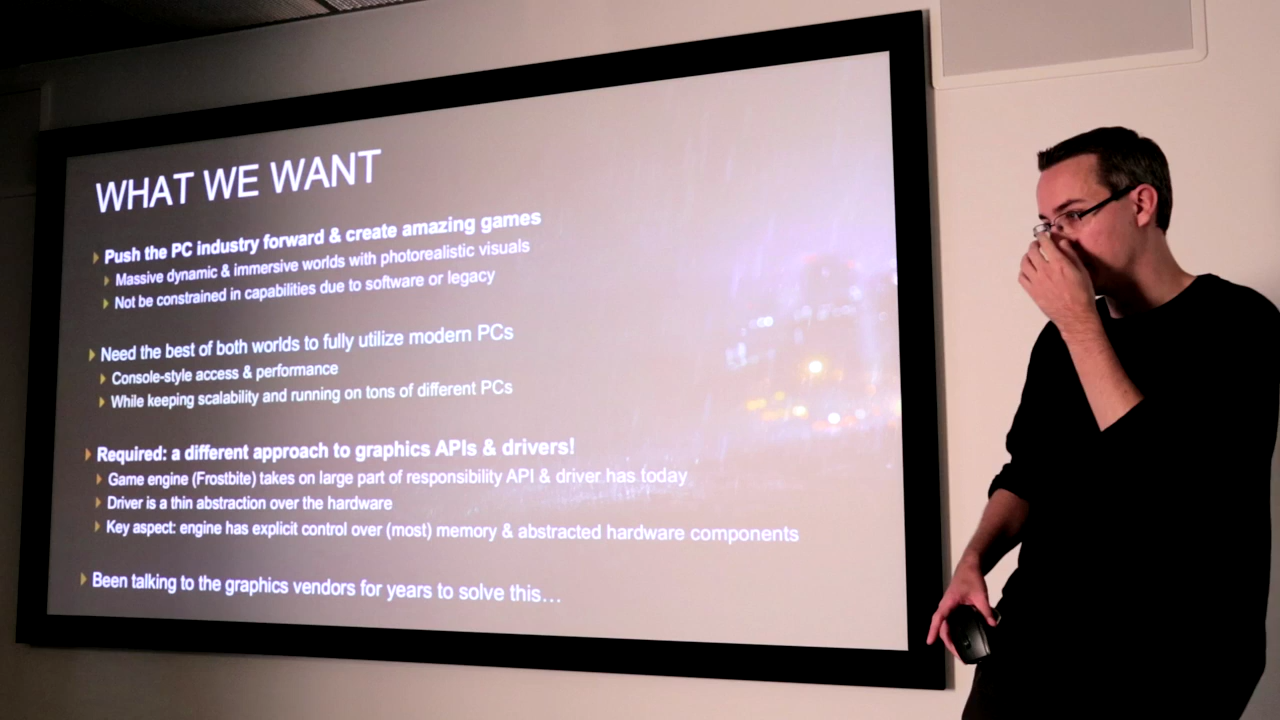 WHAT WE WANT
Push the PC industry forward & create amazing games
Massive dynamic & immersive worlds with photorealistic visuals
Not be constrained in capabilities due to software or legacy
Need the best of both worlds to fully utilize modern PCs
Console-style access & performance
While keeping scalability and running on tons of different PCs
Required: a different approach to graphics APIs & drivers!
Game engine (Frostbite) takes on large part of responsibility API & driver has today
Driver is a thin abstraction over the hardware
Key aspect: engine has explicit control over (most) memory & abstracted hardware components
Been talking to the graphics vendors for years to solve this…